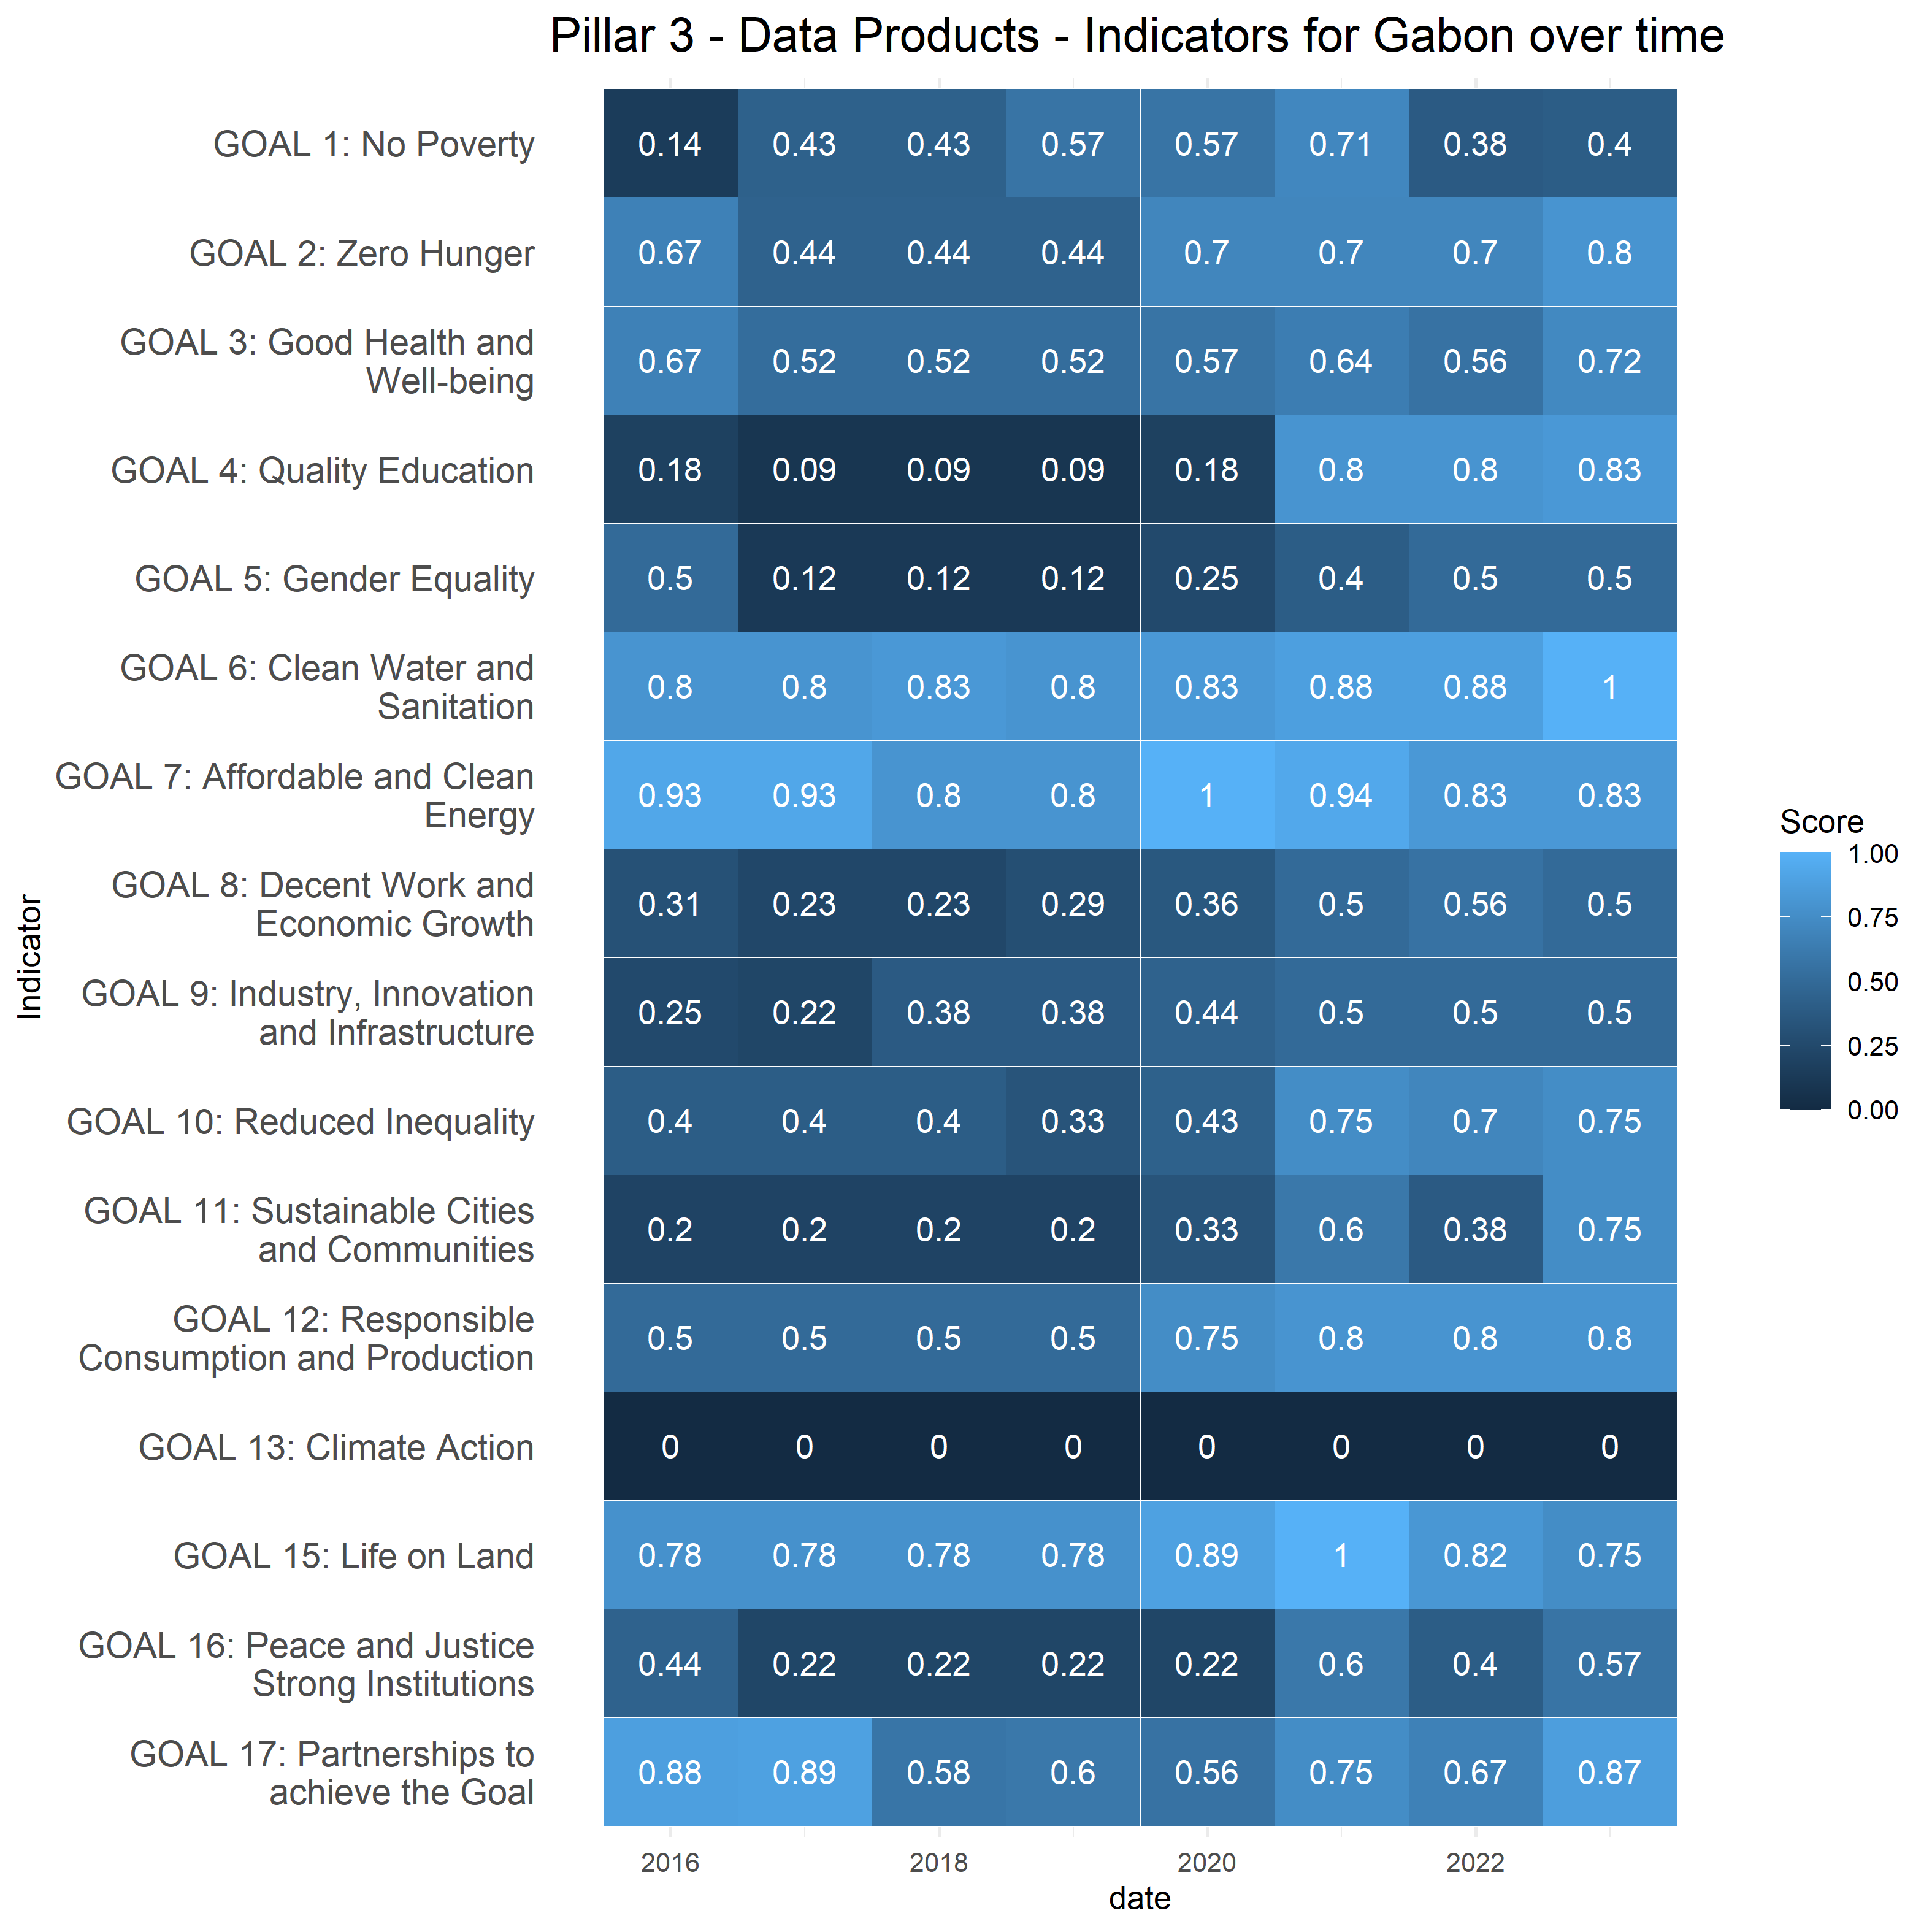 Pillar 3 - Data Products - Indicators for Gabon over time
GOAL 1: No Poverty
0.14 0.43 0.43 0.57 0.57 0.71 0.38 0.4
GOAL 2: Zero Hunger
0.67 0.44 0.44 0.44 0.7 0.7 0.7 0.8
GOAL 3: Good Health and
Well-being
0.67 0.52 0.52 0.52 0.57 0.64 0.56 0.72
GOAL 4: Quality Education
0.18 0.09 0.09 0.09 0.18 0.8 0.8 0.83
GOAL 5: Gender Equality
0.5 0.12 0.12 0.12 0.25 0.4 0.5 0.5
GOAL 6: Clean Water and
Sanitation
0.8 0.8 0.83 0.8 0.83 0.88 0.88 1
GOAL 7: Affordable and Clean
Energy
0.93 0.93 0.8 0.8 1 0.94 0.83 0.83
GOAL 8: Decent Work and
Economic Growth
0.31 0.23 0.23 0.29 0.36 0.5 0.56 0.5
GOAL 9: Industry, Innovation
and Infrastructure
0.25 0.22 0.38 0.38 0.44 0.5 0.5 0.5
GOAL 10: Reduced Inequality
0.4 0.4 0.4 0.33 0.43 0.75 0.7 0.75
GOAL 11: Sustainable Cities
and Communities
0.2 0.2 0.2 0.2 0.33 0.6 0.38 0.75
GOAL 12: Responsible
Consumption and Production
0.5 0.5 0.5 0.5 0.75 0.8 0.8 0.8
GOAL 13: Climate Action
0 0 0 0 0 0 0 0
GOAL 15: Life on Land
0.78 0.78 0.78 0.78 0.89 1 0.82 0.75
GOAL 16: Peace and Justice
Strong Institutions
0.44 0.22 0.22 0.22 0.22 0.6 0.4 0.57
GOAL 17: Partnerships to
achieve the Goal
0.88 0.89 0.58 0.6 0.56 0.75 0.67 0.87
2016 2018 2020 2022
date
Indicator
Score
1.00
0.75
0.50
0.25
0.00